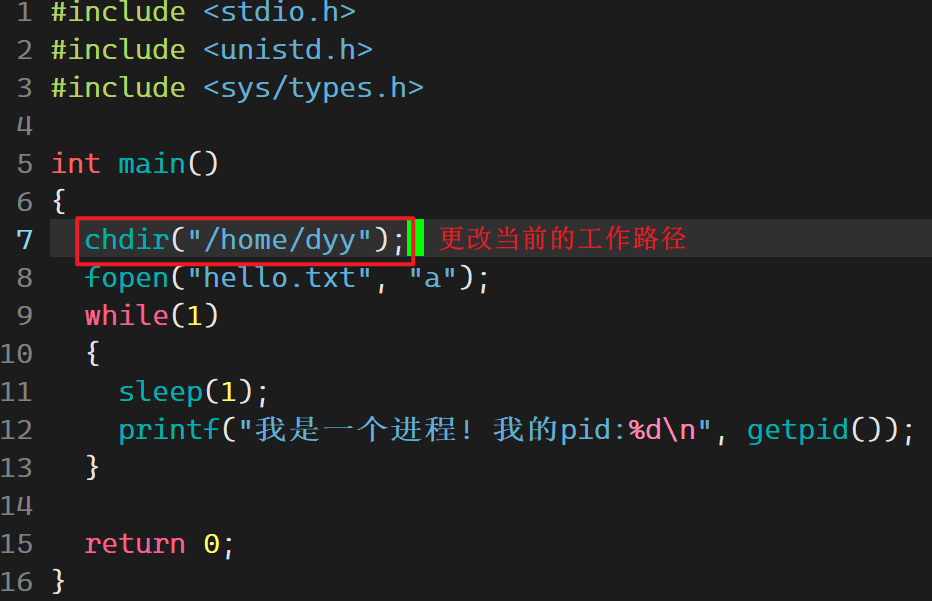 1 #include <stdio.h>
2 #include <unistd.h>
3 #include <sys/types.h>
4
5 int main()
6 {
7   chdir("/home/dyy"); 更改当前的工作路径
8   fopen("hello.txt", "a");
9   while(1)
10   {
11     sleep(1);
12     printf("我是一个进程! 我的pid:%d\n", getpid());
13   }
14
15   return 0;
16 }